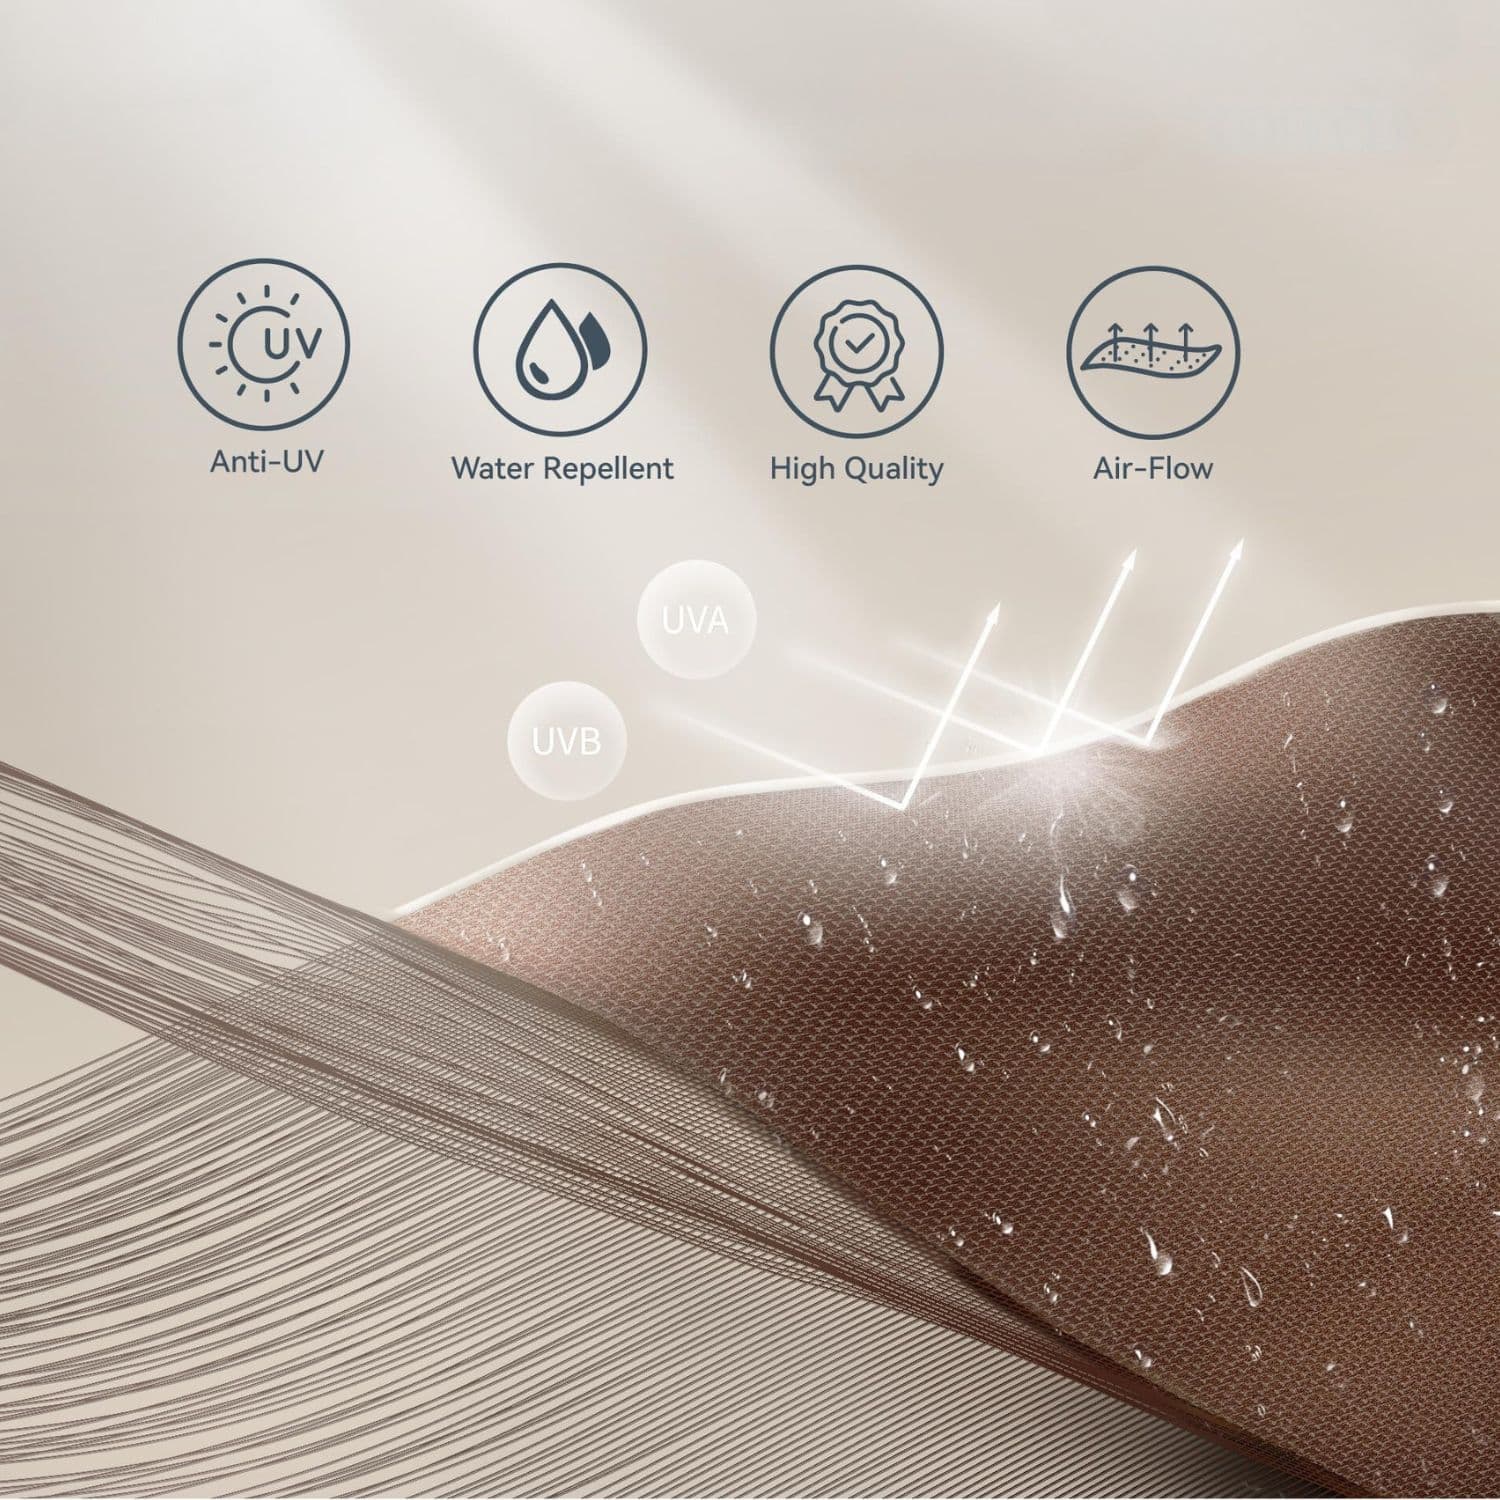 UV
Anti-UV
Water Repellent
High Quality
Air-Flow
UVA
UVB